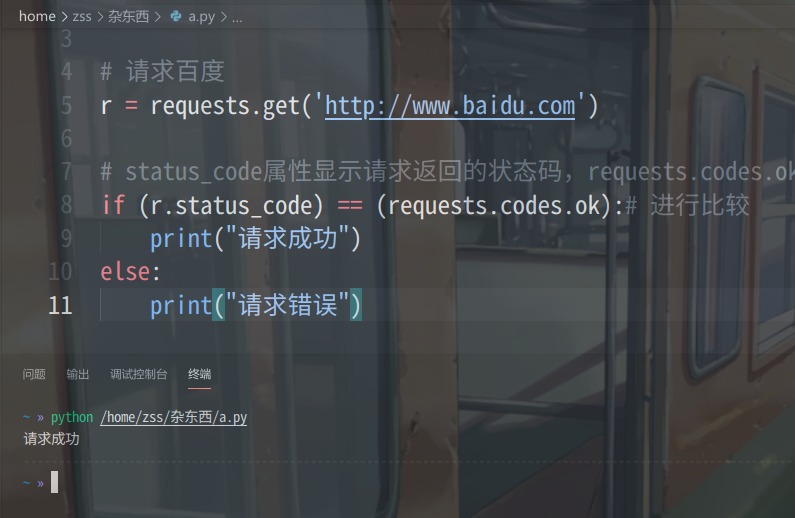 home > zss > 杂东西 > a.py > ...
3
4 # 请求百度
5 r = requests.get('http://www.baidu.com')
6
7 # status_code属性显示请求返回的状态码，requests.codes.ok
8 if (r.status_code) == (requests.codes.ok):# 进行比较
9 print("请求成功")
10 else:
11 print("请求错误")
问题 输出 调试控制台 终端
~ » python /home/zss/杂东西/a.py
请求成功
~ »